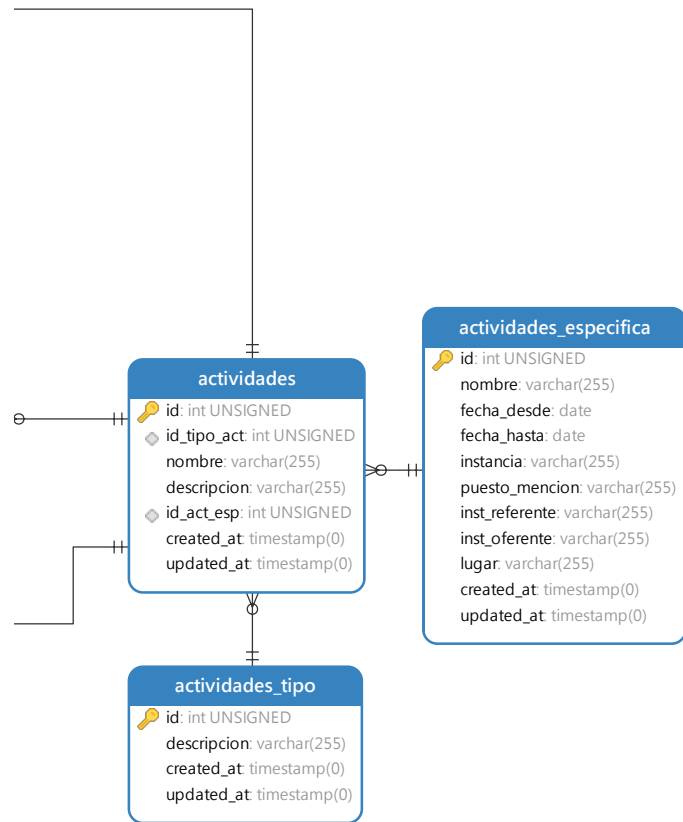 actividades
id: int UNSIGNED
id_tipo_act: int UNSIGNED
nombre: varchar(255)
descripcion: varchar(255)
id_act_esp: int UNSIGNED
created_at: timestamp(0)
updated_at: timestamp(0)
actividades_especifica
id: int UNSIGNED
nombre: varchar(255)
fecha_desde: date
fecha_hasta: date
instancia: varchar(255)
puesto_mencion: varchar(255)
inst_referente: varchar(255)
inst_oferente: varchar(255)
lugar: varchar(255)
created_at: timestamp(0)
updated_at: timestamp(0)
actividades_tipo
id: int UNSIGNED
descripcion: varchar(255)
created_at: timestamp(0)
updated_at: timestamp(0)